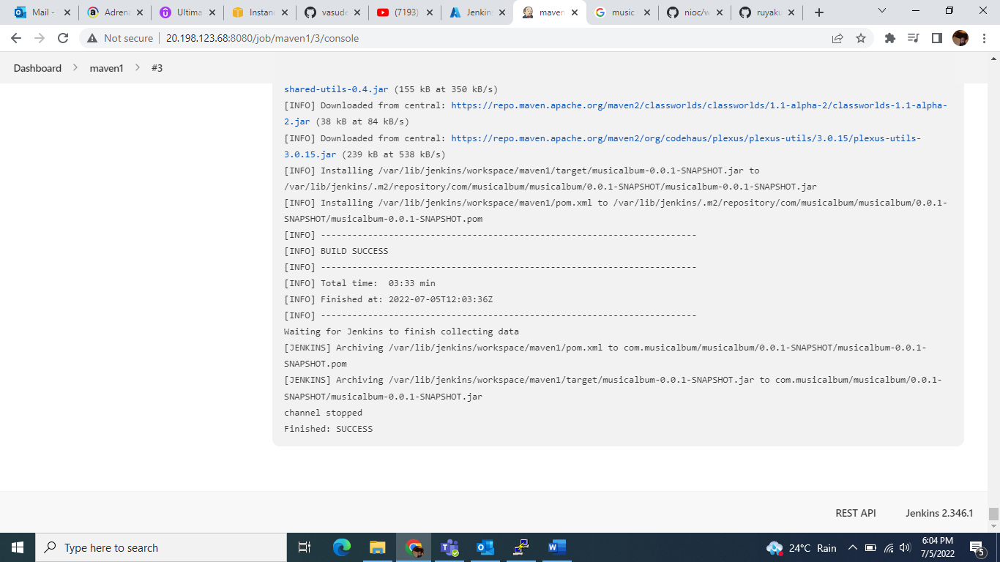 Mail -
Adrena
Ultima
Instanc
vasude
(7193)
Jenkins
maven
music
nioc/w
ruyaku
Not secure
20.198.123.68:8080/job/maven1/3/console
Dashboard
maven1
#3
shared-utils-0.4.jar (155 kB at 350 kB/s)
[INFO] Downloaded from central: https://repo.maven.apache.org/maven2/classworlds/classworlds/1.1-alpha-2/classworlds-1.1-alpha-
2.jar (38 kB at 84 kB/s)
[INFO] Downloaded from central: https://repo.maven.apache.org/maven2/org/codehaus/plexus/plexus-utils/3.0.15/plexus-utils-
3.0.15.jar (239 kB at 538 kB/s)
[INFO] Installing /var/lib/jenkins/workspace/maven1/target/musicalbum-0.0.1-SNAPSHOT.jar to
/var/lib/jenkins/.m2/repository/com/musicalbum/musicalbum/0.0.1-SNAPSHOT/musicalbum-0.0.1-SNAPSHOT.jar
[INFO] Installing /var/lib/jenkins/workspace/maven1/pom.xml to /var/lib/jenkins/.m2/repository/com/musicalbum/musicalbum/0.0.1-
SNAPSHOT/musicalbum-0.0.1-SNAPSHOT.pom
[INFO] ------------------------------------------------------------------------
[INFO] BUILD SUCCESS
[INFO] ------------------------------------------------------------------------
[INFO] Total time:  03:33 min
[INFO] Finished at: 2022-07-05T12:03:36Z
[INFO] ------------------------------------------------------------------------
Waiting for Jenkins to finish collecting data
[JENKINS] Archiving /var/lib/jenkins/workspace/maven1/pom.xml to com.musicalbum/musicalbum/0.0.1-SNAPSHOT/musicalbum-0.0.1-
SNAPSHOT.pom
[JENKINS] Archiving /var/lib/jenkins/workspace/maven1/target/musicalbum-0.0.1-SNAPSHOT.jar to com.musicalbum/musicalbum/0.0.1-
SNAPSHOT/musicalbum-0.0.1-SNAPSHOT.jar
channel stopped
Finished: SUCCESS
REST API
Jenkins 2.346.1
Type here to search
24°C Rain
6:04 PM
7/5/2022
5